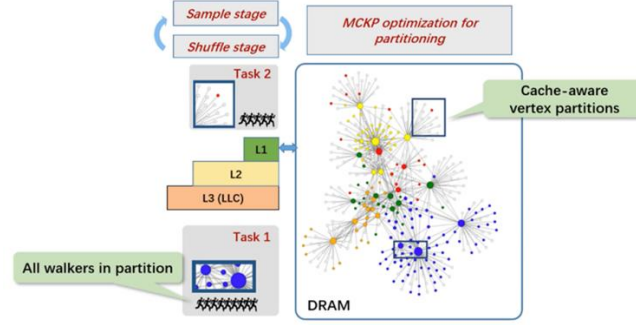 Sample stage
Shuffle stage
MCKP optimization for
partitioning
Task 2
Cache-aware
vertex partitions
L1
L2
L3 (LLC)
Task 1
All walkers in partition
DRAM